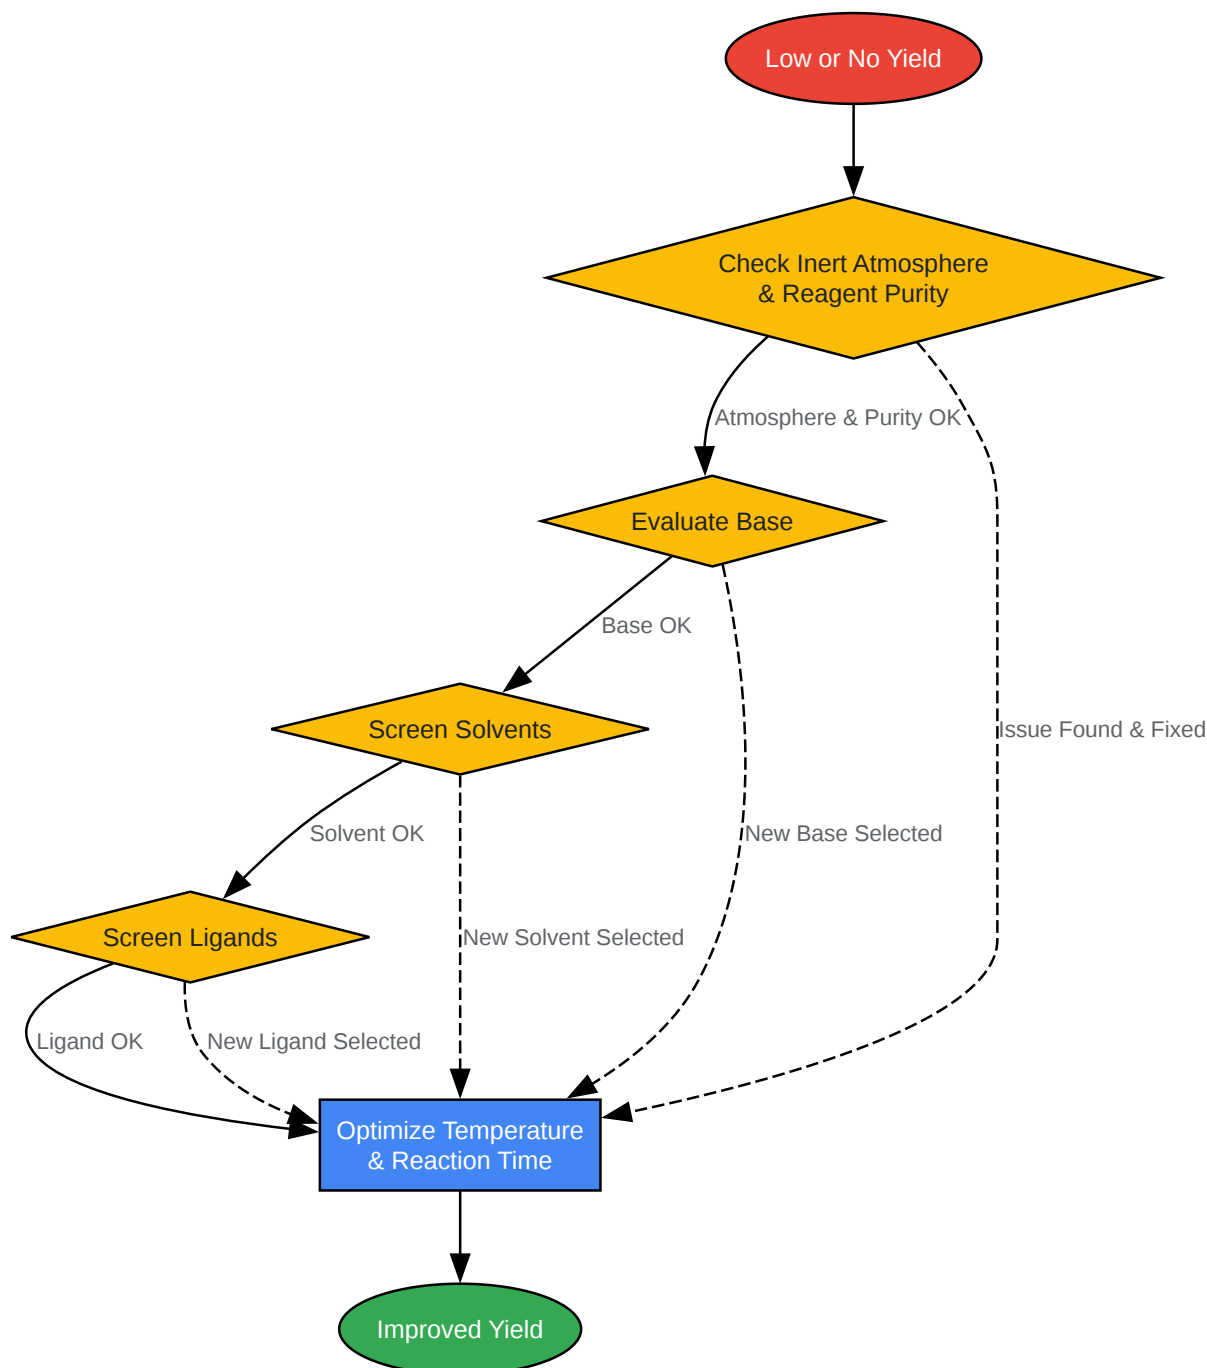 Low or No Yield
Check Inert Atmosphere
& Reagent Purity
Atmosphere & Purity OK
Evaluate Base
Base OK
Screen Solvents
Issue Found & Fixed
Solvent OK
New Base Selected
Screen Ligands
New Solvent Selected
Ligand OK
New Ligand Selected
Optimize Temperature
& Reaction Time
Improved Yield